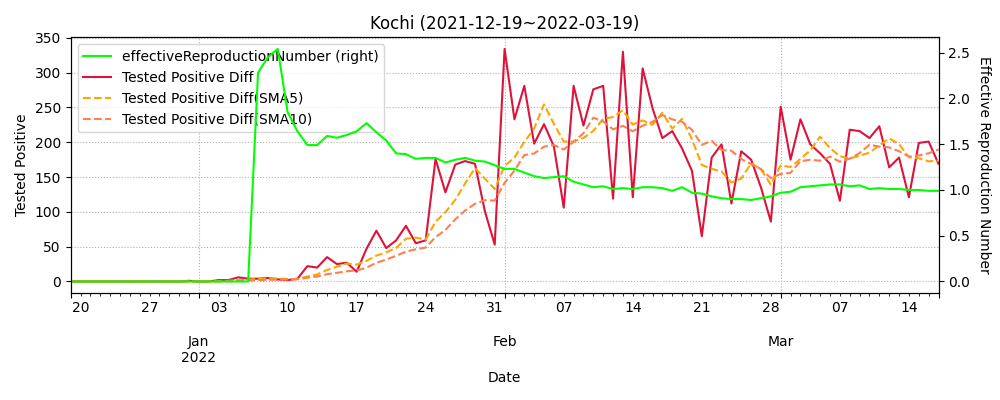 Kochi (2021-12-19~2022-03-19)
effectiveReproductionNumber (right)
Tested Positive Diff
Tested Positive Diff(SMA5)
Tested Positive Diff(SMA10)
Tested Positive
350
300
250
200
150
100
50
0
Effective Reproduction Number
2.5
2.0
1.5
1.0
0.5
0.0
20 27 03 10 17 24 31 07 14 21 28 07 14
Jan Feb Mar
2022
Date